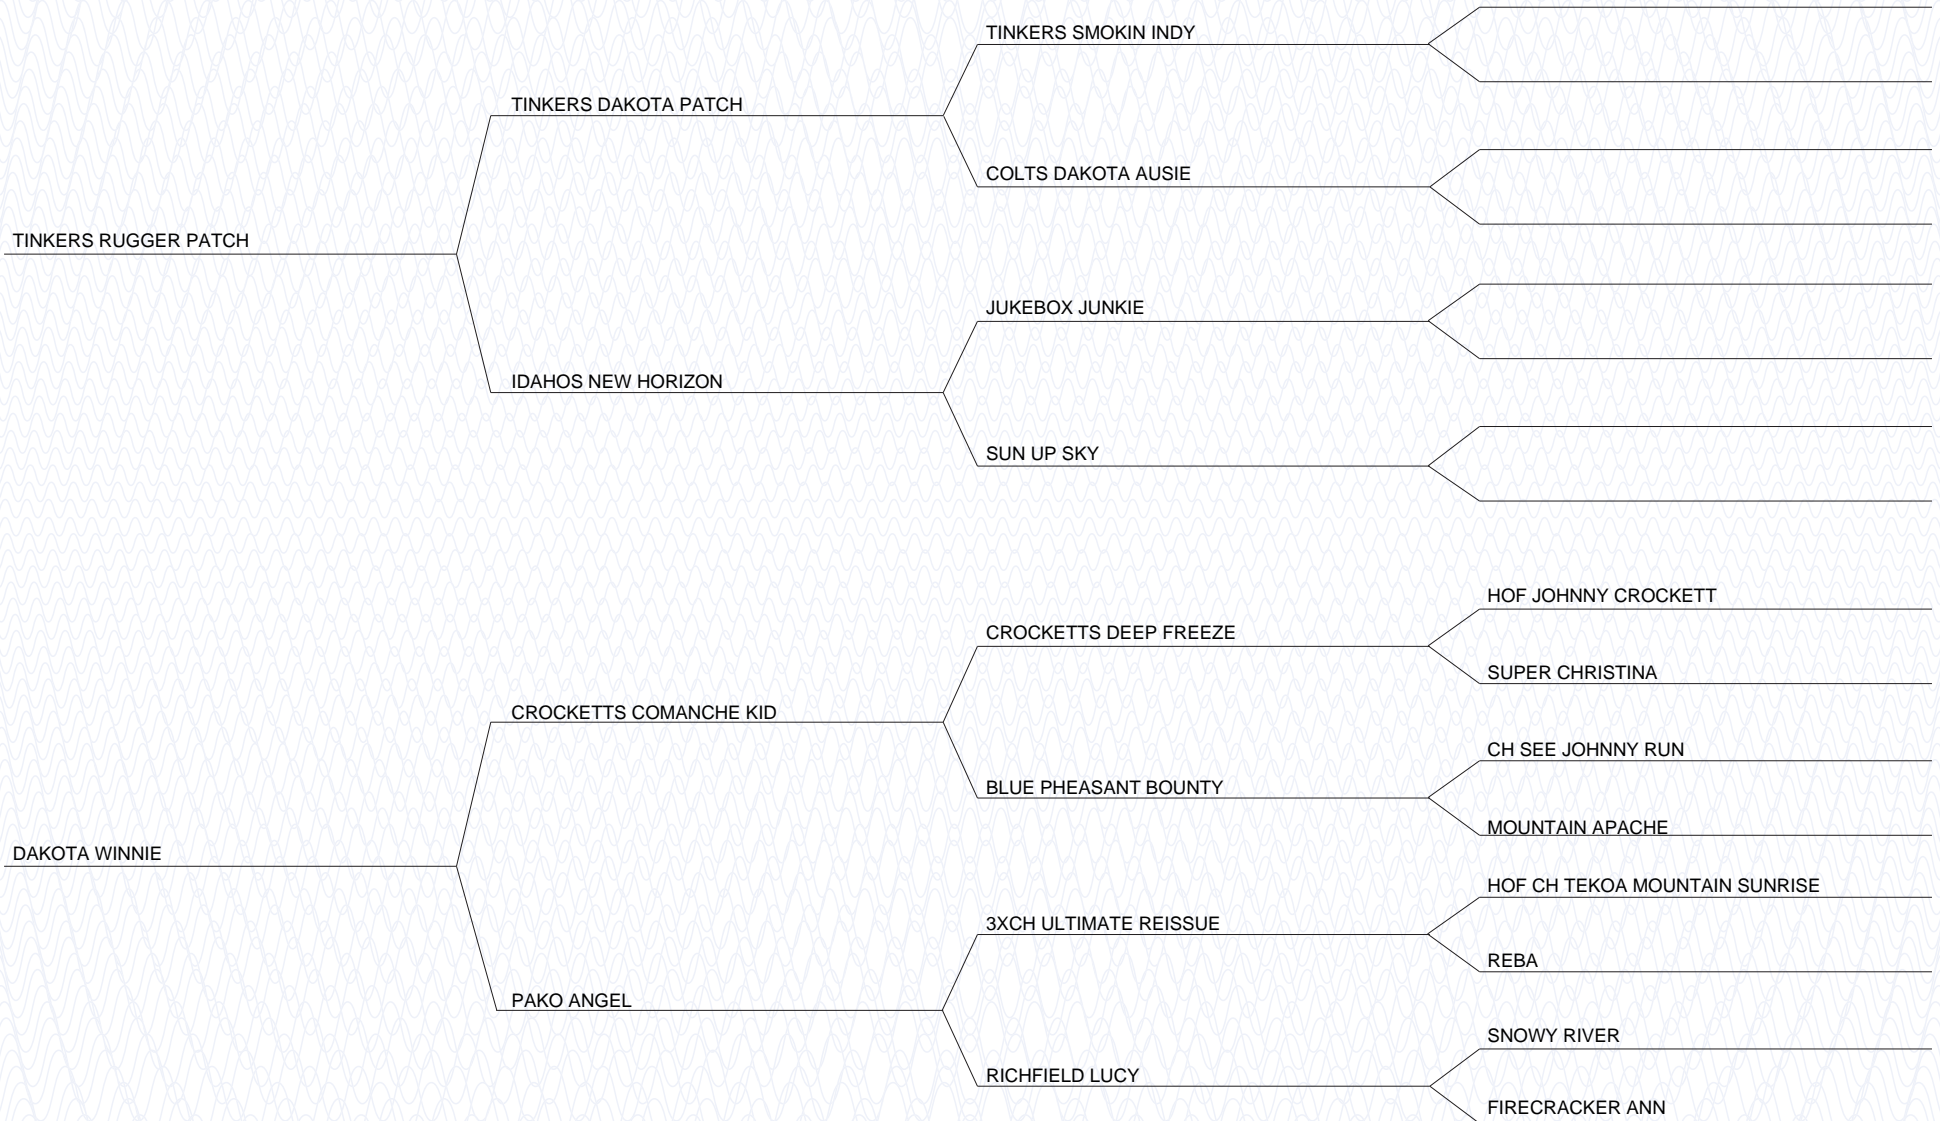 TINKERS SMOKIN INDY
TINKERS DAKOTA PATCH
COLTS DAKOTA AUSIE
TINKERS RUGGER PATCH
JUKEBOX JUNKIE
IDAHOS NEW HORIZON
SUN UP SKY
HOF JOHNNY CROCKETT
CROCKETTS DEEP FREEZE
SUPER CHRISTINA
CROCKETTS COMANCHE KID
CH SEE JOHNNY RUN
BLUE PHEASANT BOUNTY
MOUNTAIN APACHE
DAKOTA WINNIE
HOF CH TEKOA MOUNTAIN SUNRISE
3XCH ULTIMATE REISSUE
REBA
PAKO ANGEL
SNOWY RIVER
RICHFIELD LUCY
FIRECRACKER ANN